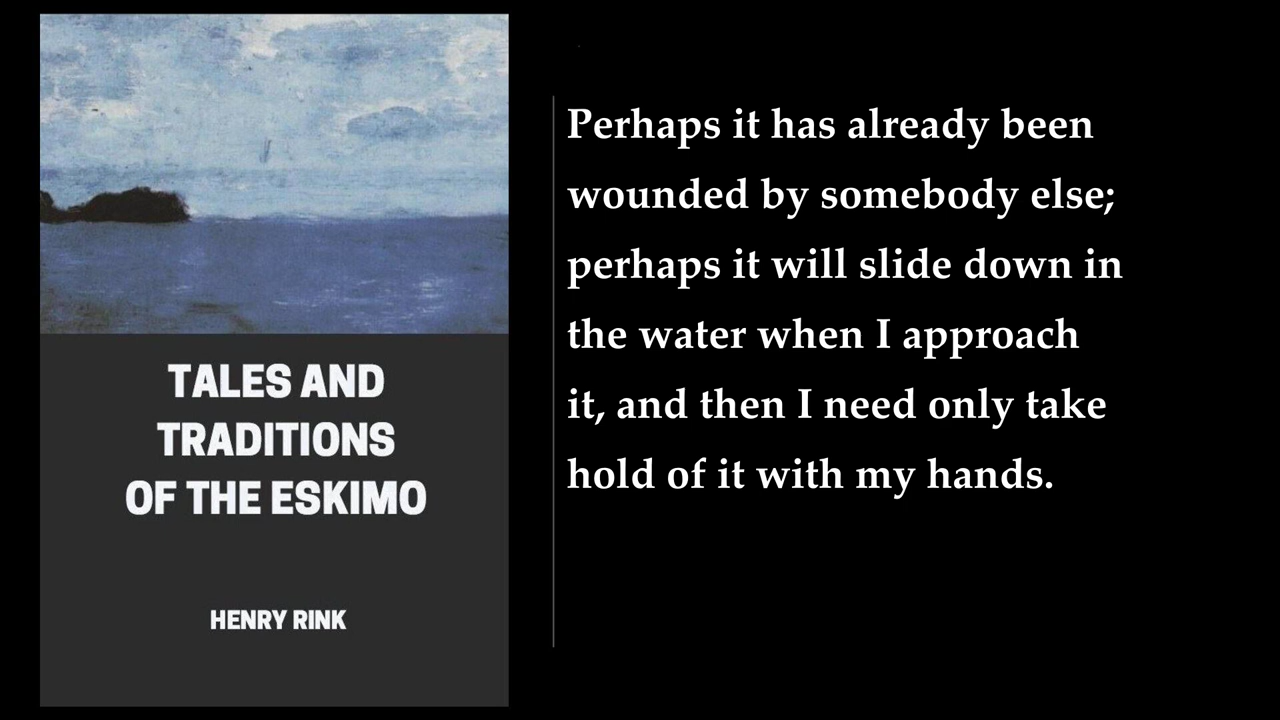 TALES AND
TRADITIONS
OF THE ESKIMO
HENRY RINK
Perhaps it has already been
wounded by somebody else;
perhaps it will slide down in
the water when I approach
it, and then I need only take
hold of it with my hands.